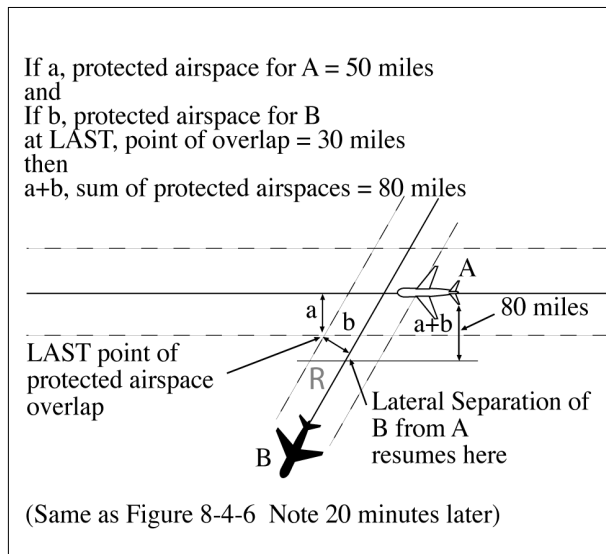 If a, protected airspace for A = 50 miles
and
If b, protected airspace for B
at LAST, point of overlap = 30 miles
then
a+b, sum of protected airspaces = 80 miles
A
a
b
a+b
80 miles
LAST point of
protected airspace
overlap
R
Lateral Separation of
B from A
resumes here
B
(Same as Figure 8-4-6 Note 20 minutes later)